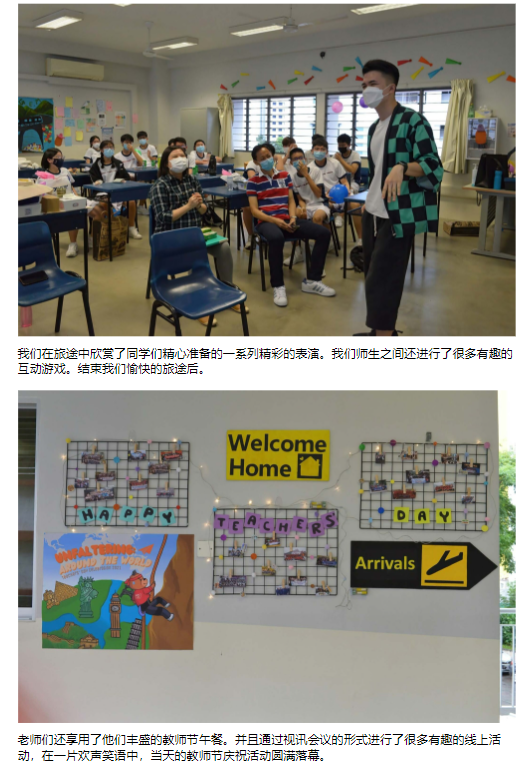 我们在旅途中欣赏了同学们精心准备的一系列精彩的表演。我们师生之间还进行了很多有趣的
互动游戏。结束我们愉快的旅途后。
Welcome
Home
HAPPY
TEACHERS
DAY
UNFALTERING
AROUND THE WORLD
Arrivals
老师们还享用了他们丰盛的教师节午餐。并且通过视讯会议的形式进行了很多有趣的线上活
动，在一片欢声笑语中，当天的教师节庆祝活动圆满落幕。